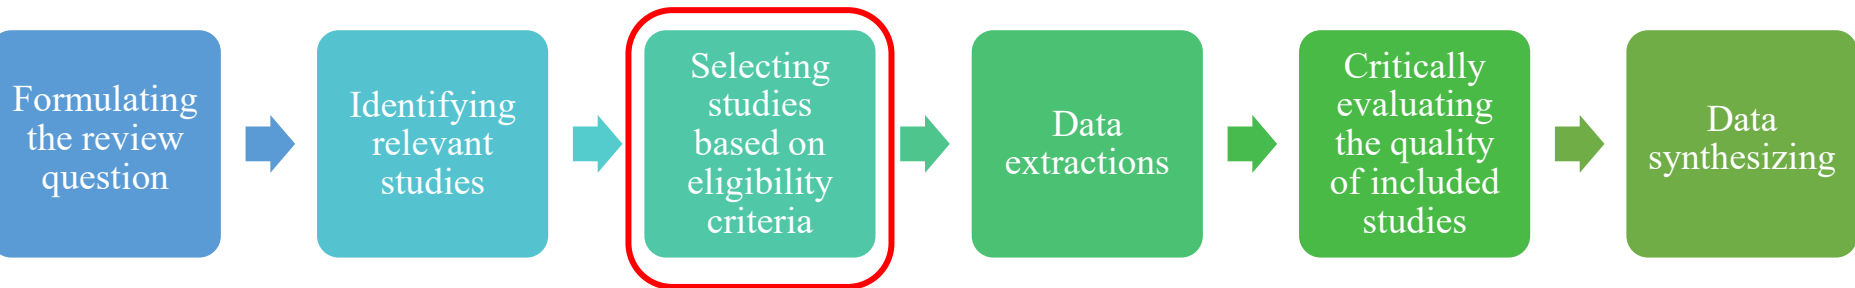 Formulating
the review
question
Identifying
relevant
studies
Selecting
studies
based on
eligibility
criteria
Data
extractions
Critically
evaluating
the quality
of included
studies
Data
synthesizing